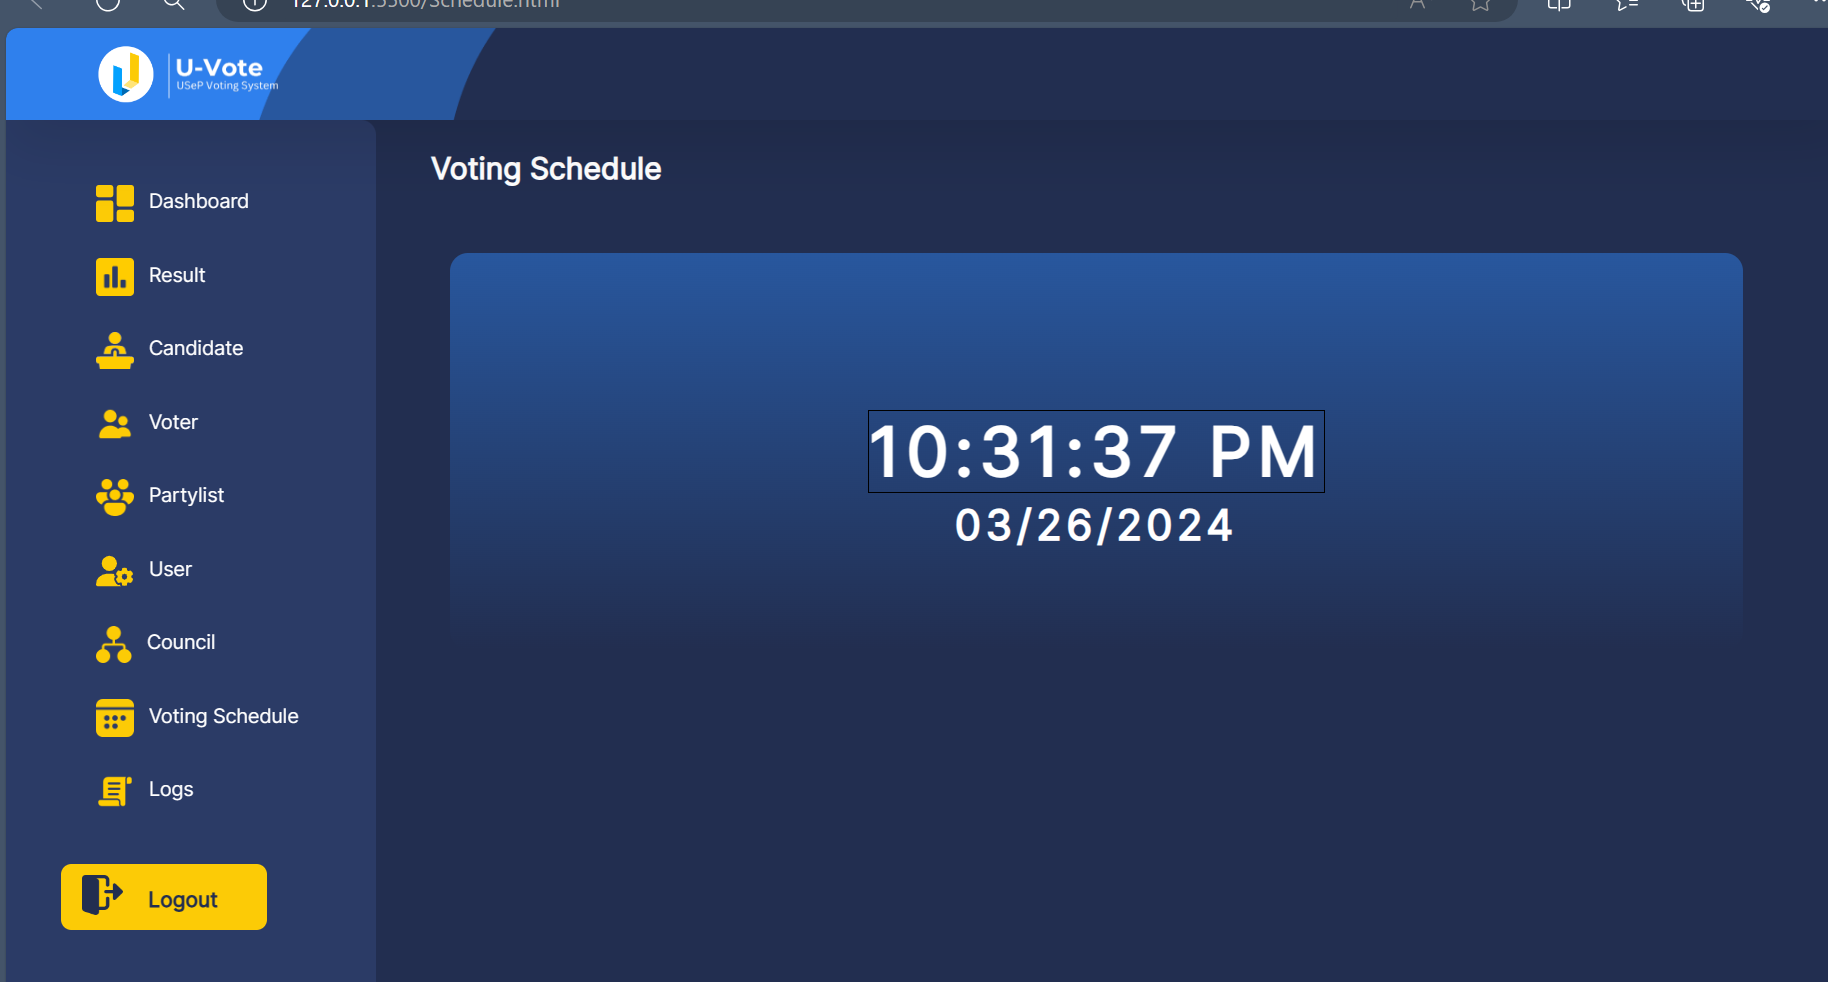 127.0.0.1:5500/Schedule.html
U-Vote
USeP Voting System
Voting Schedule
Dashboard
Result
Candidate
Voter
Partylist
User
Council
Voting Schedule
Logs
Logout
10:31:37 PM
03/26/2024